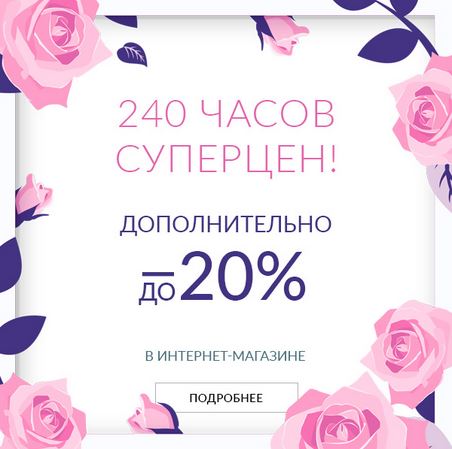 240 ЧАСОВ
СУПЕРЦЕН!
ДОПОЛНИТЕЛЬНО
ДО 20%
В ИНТЕРНЕТ-МАГАЗИНЕ
ПОДРОБНЕЕ